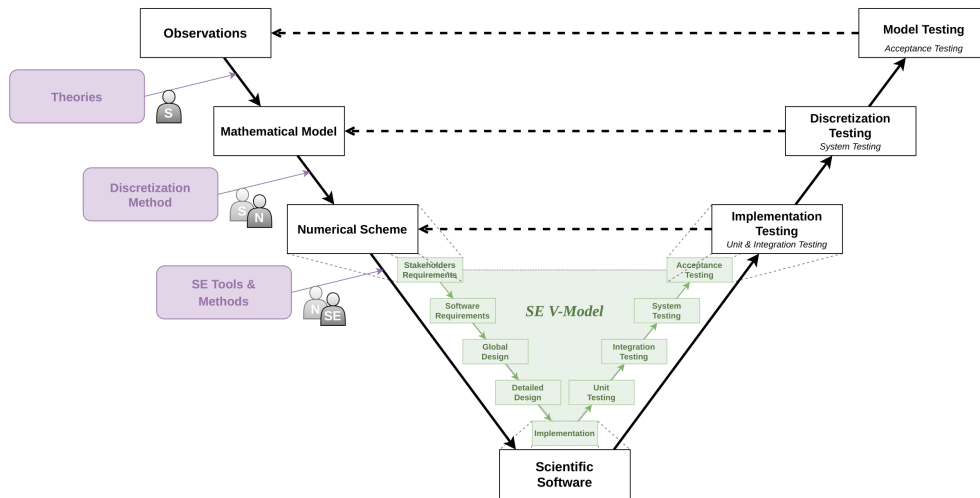 Observations
Model Testing
Acceptance Testing
Theories
S
Mathematical Model
Discretization
Testing
System Testing
Discretization
Method
S
N
Numerical Scheme
Implementation
Testing
Unit & Integration Testing
SE Tools &
Methods
N
SE
Stakeholders
Requirements
Acceptance
Testing
SE V-Model
Software
Requirements
System
Testing
Global
Design
Integration
Testing
Detailed
Design
Unit
Testing
Implementation
Scientific
Software